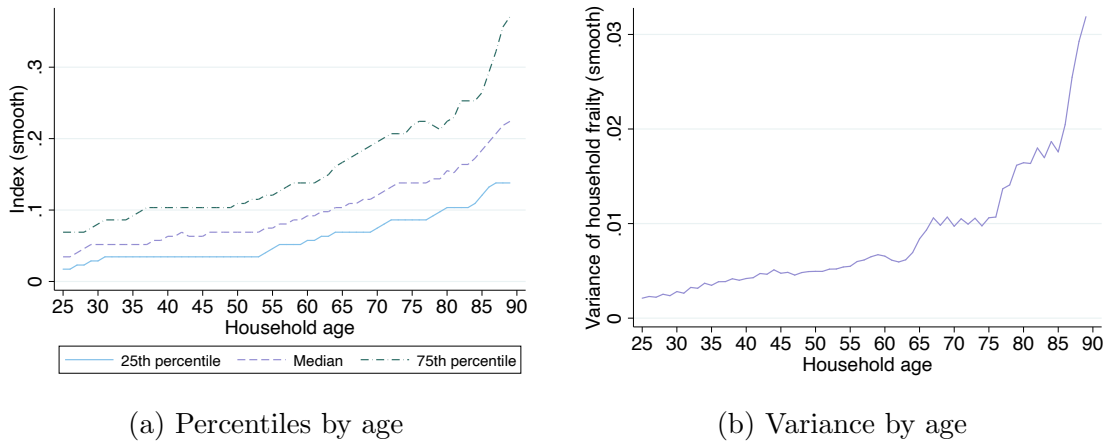 Index (smooth)
.3
.2
.1
0
25 30 35 40 45 50 55 60 65 70 75 80 85 90
Household age
25th percentile Median 75th percentile
(a) Percentiles by age
Variance of household frailty (smooth)
.03
.02
.01
0
25 30 35 40 45 50 55 60 65 70 75 80 85 90
Household age
(b) Variance by age